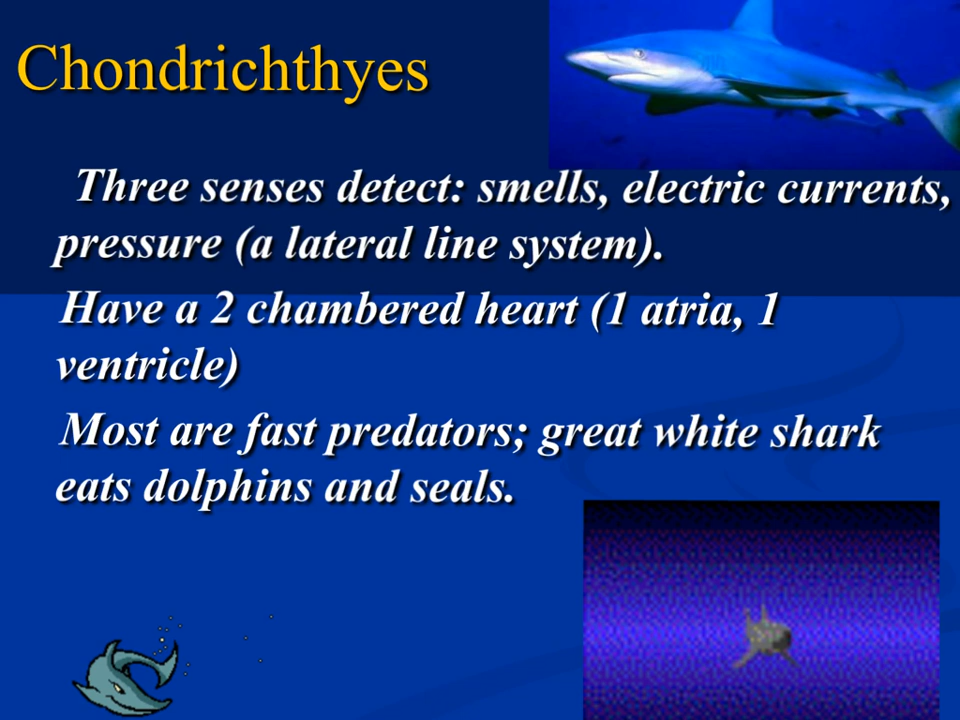 Chondrichthyes
Three senses detect: smells, electric currents,
pressure (a lateral line system).
Have a 2 chambered heart (1 atria, 1
ventricle)
Most are fast predators; great white shark
eats dolphins and seals.